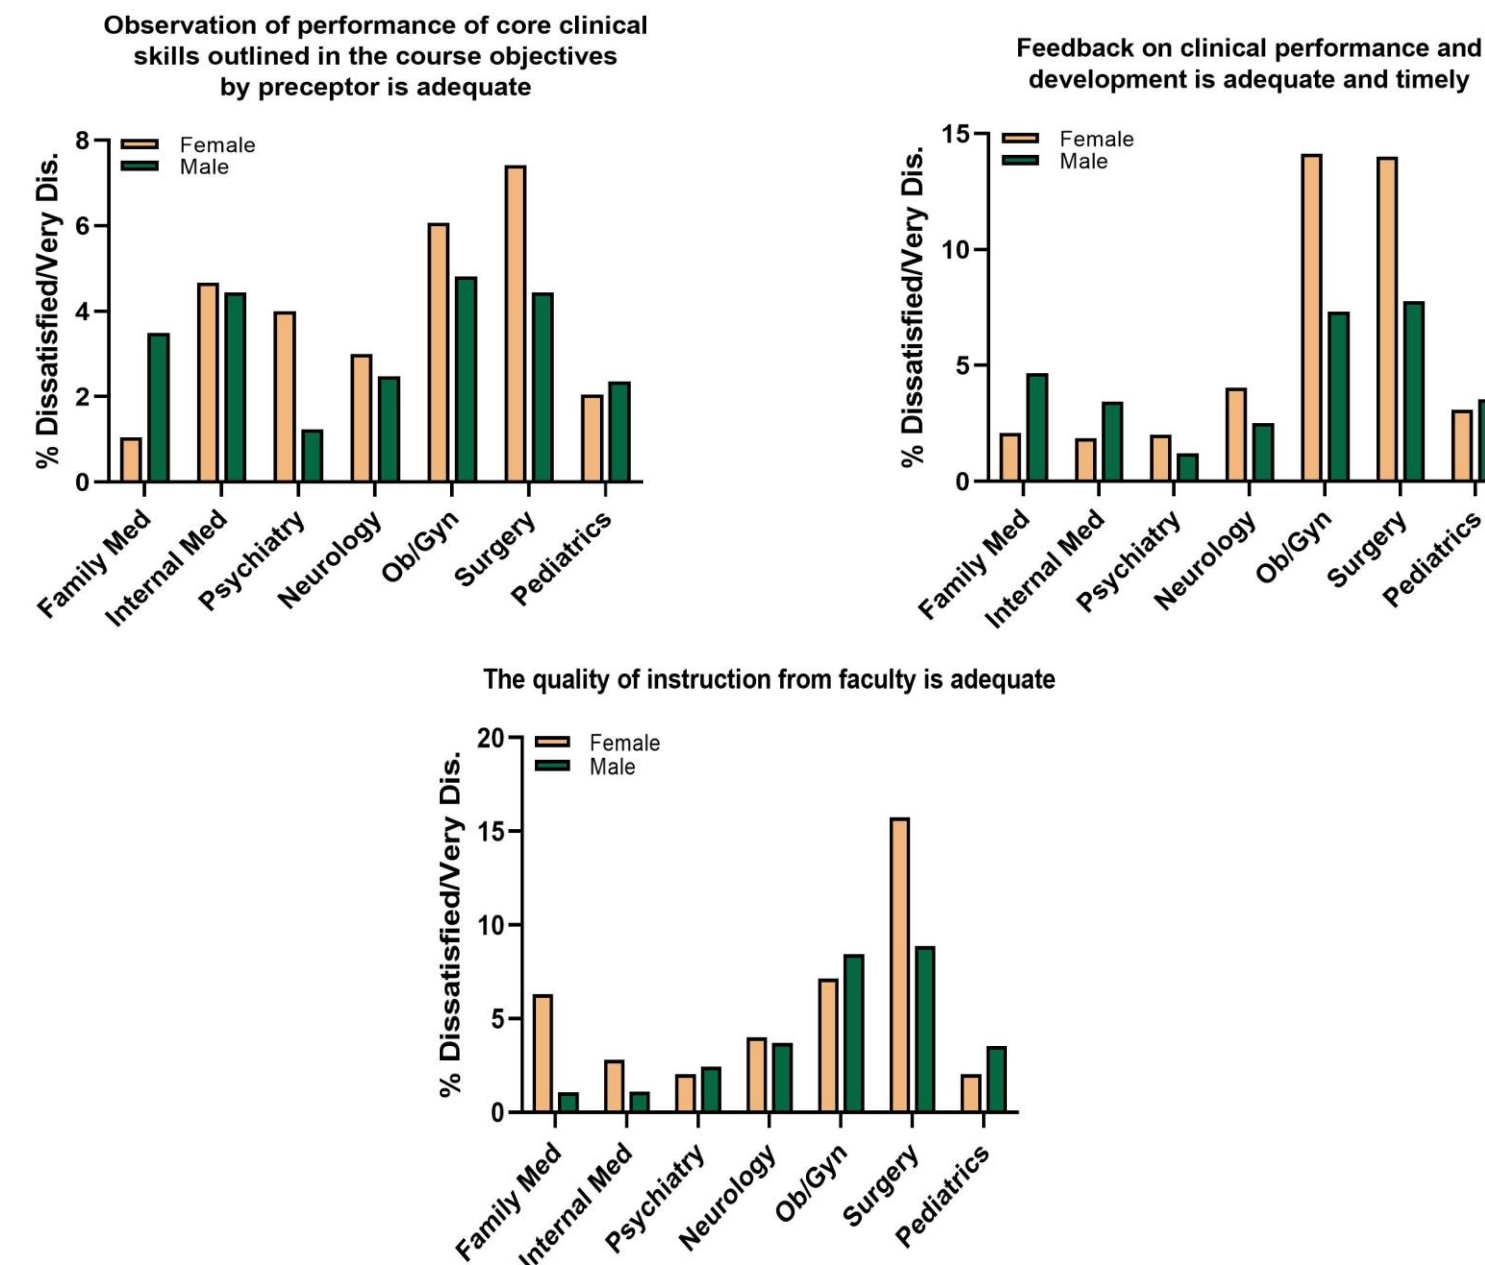 Observation of performance of core clinical
skills outlined in the course objectives
by preceptor is adequate
% Dissatisfied/Very Dis.
8
6
4
2
0
Female
Male
Family Med
Internal Med
Psychiatry
Neurology
Ob/Gyn
Surgery
Pediatrics
Feedback on clinical performance and
development is adequate and timely
% Dissatisfied/Very Dis.
15
10
5
0
Female
Male
Family Med
Internal Med
Psychiatry
Neurology
Ob/Gyn
Surgery
Pediatrics
The quality of instruction from faculty is adequate
% Dissatisfied/Very Dis.
20
15
10
5
0
Female
Male
Family Med
Internal Med
Psychiatry
Neurology
Ob/Gyn
Surgery
Pediatrics